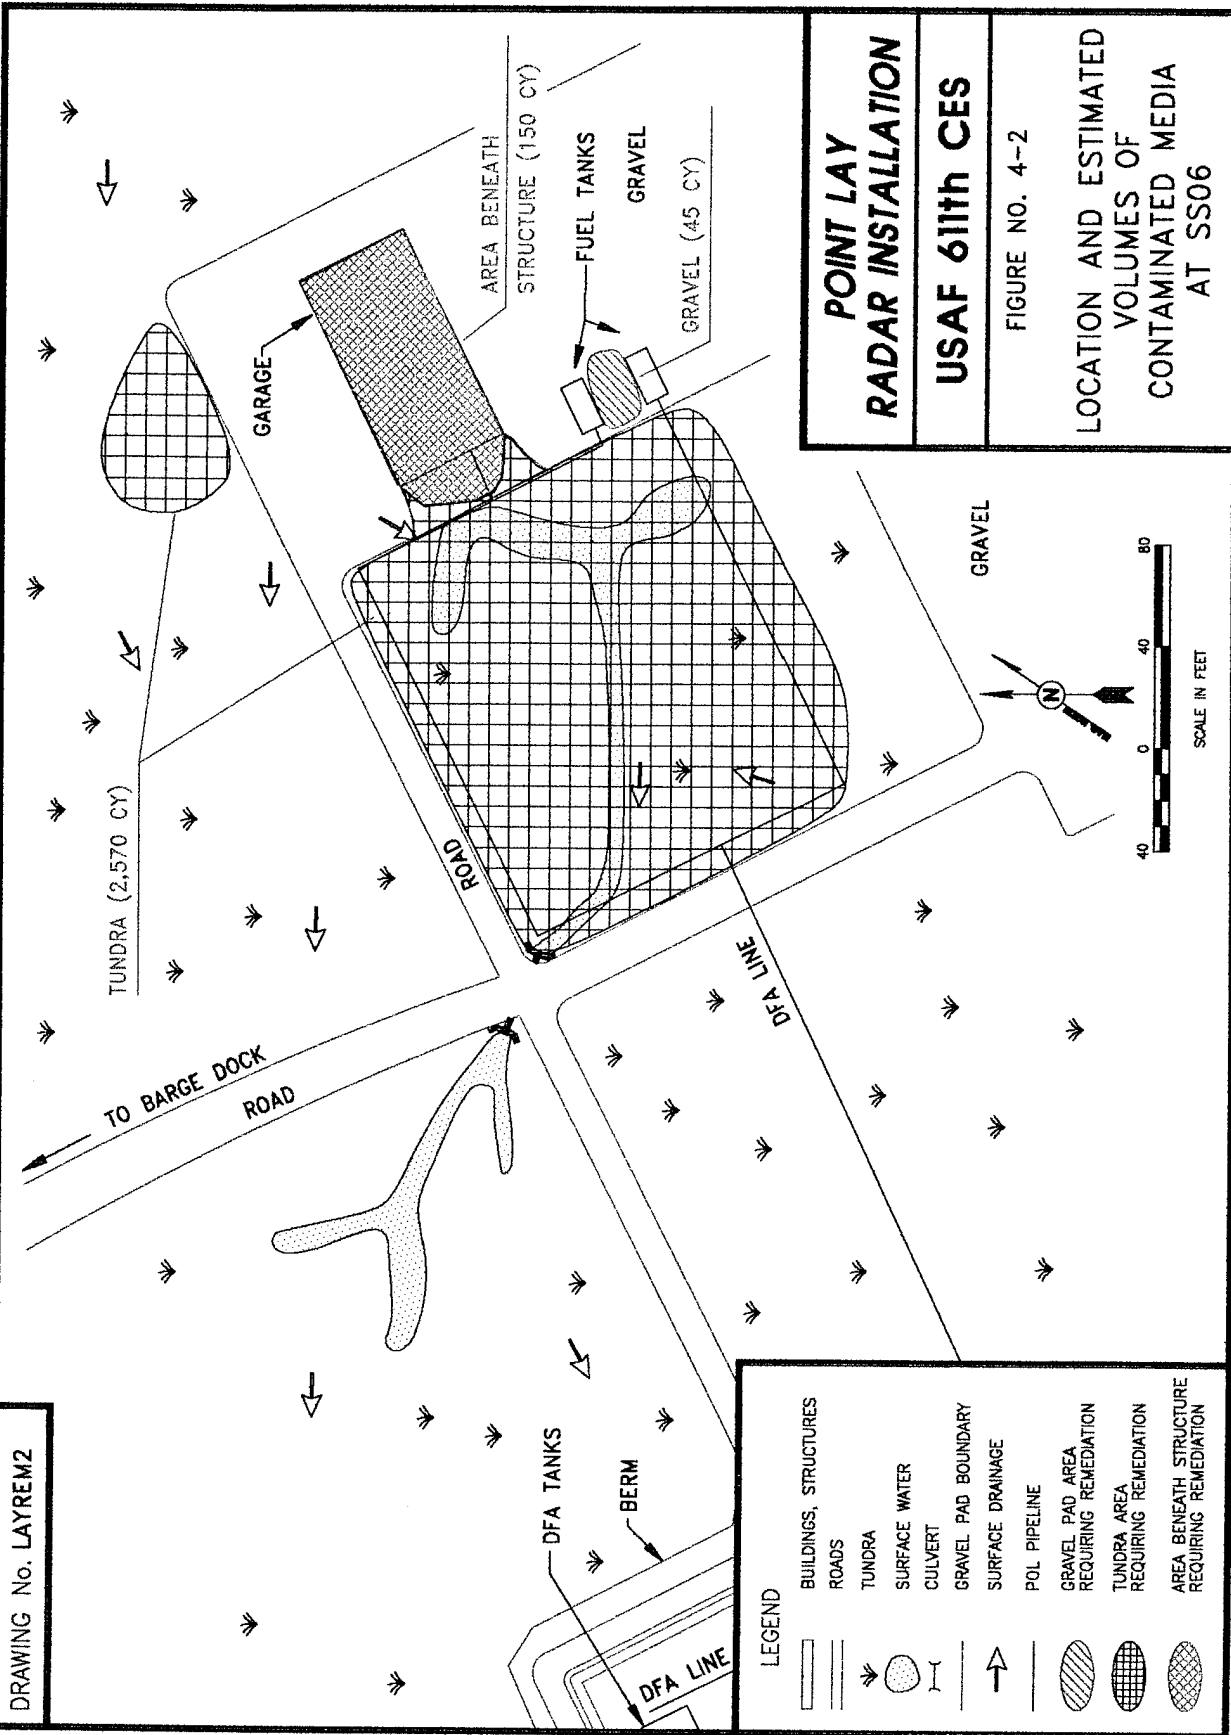 DRAWING No. LAYREM2
TO BARGE DOCK
ROAD
TUNDRA (2,570 CY)
ROAD
GARAGE
AREA BENEATH
STRUCTURE (150 CY)
FUEL TANKS
GRAVEL
GRAVEL (45 CY)
DFA LINE
DFA TANKS
BERM
DFA LINE
GRAVEL
N
40
0
40
80
SCALE IN FEET
LEGEND
BUILDINGS, STRUCTURES
ROADS
TUNDRA
SURFACE WATER
CULVERT
GRAVEL PAD BOUNDARY
SURFACE DRAINAGE
POL PIPELINE
GRAVEL PAD AREA
REQUIRING REMEDIATION
TUNDRA AREA
REQUIRING REMEDIATION
AREA BENEATH STRUCTURE
REQUIRING REMEDIATION
POINT LAY
RADAR INSTALLATION
USAF 611th CES
FIGURE NO. 4-2
LOCATION AND ESTIMATED
VOLUMES OF
CONTAMINATED MEDIA
AT SS06